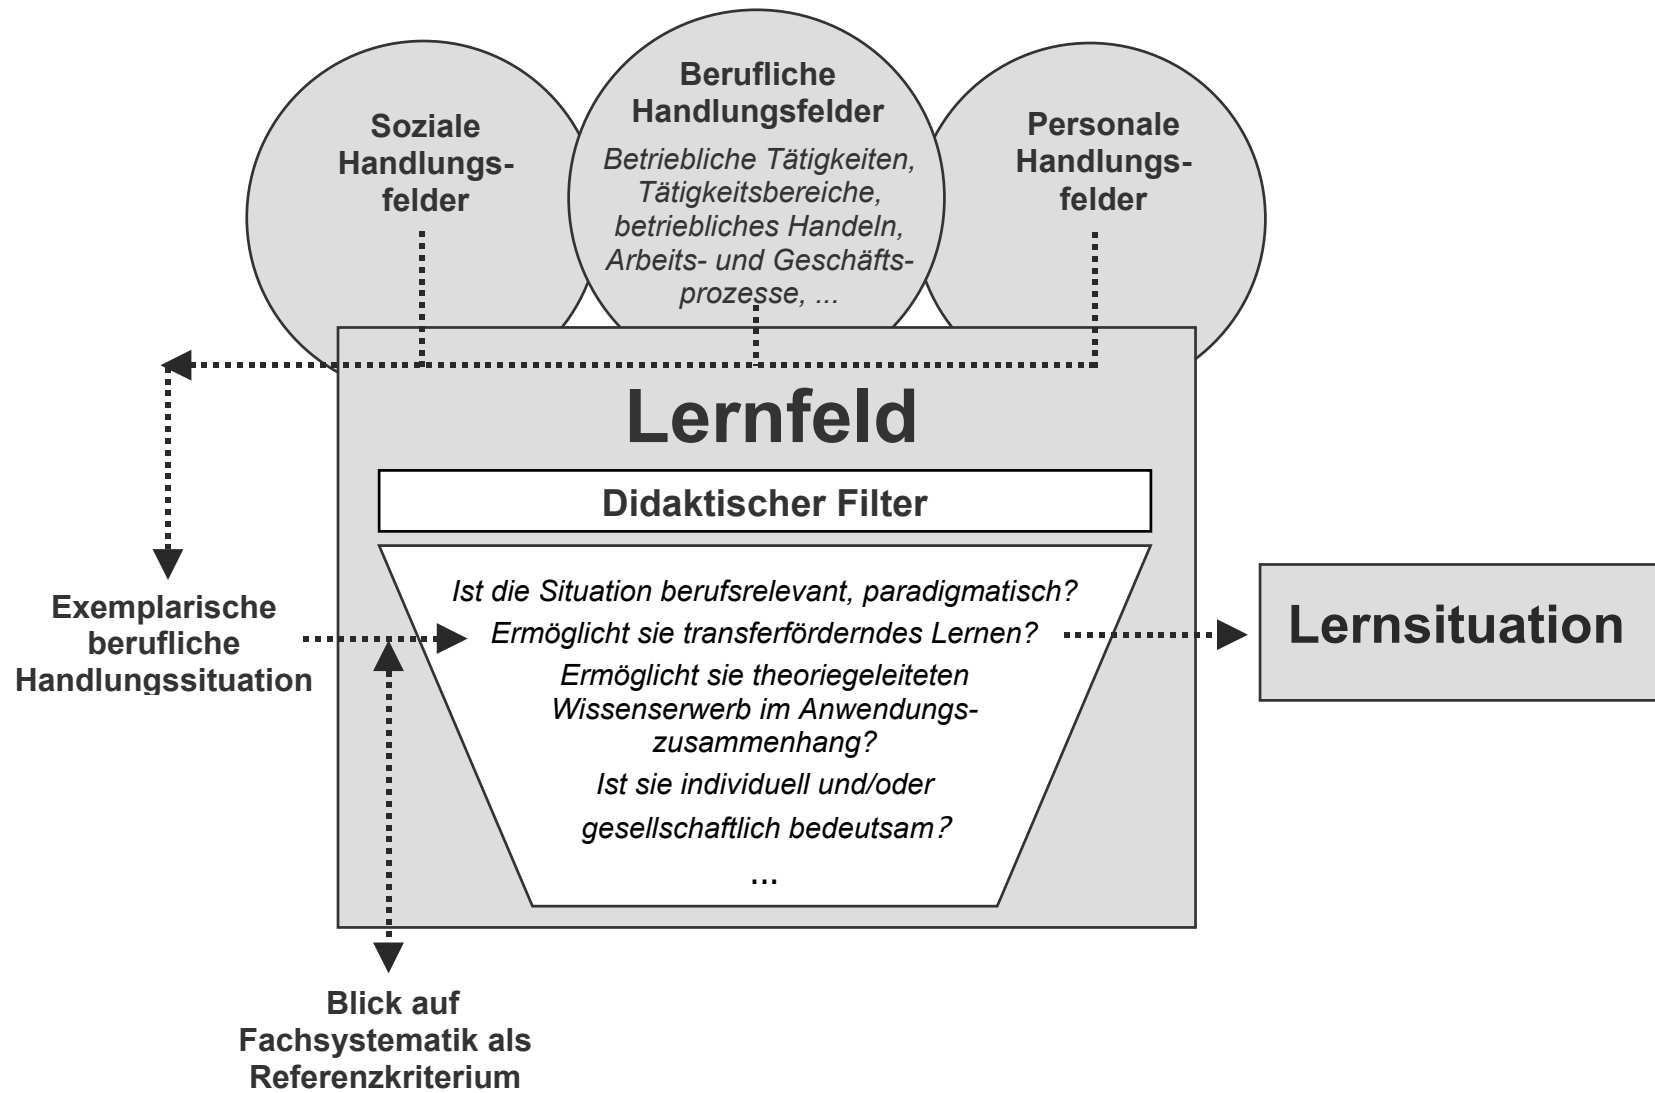 Soziale
Handlungs-
felder
Berufliche
Handlungsfelder
Betriebliche Tätigkeiten,
Tätigkeitsbereiche,
betriebliches Handeln,
Arbeits- und Geschäfts-
prozesse, ...
Personale
Handlungs-
felder
Lernfeld
Didaktischer Filter
Ist die Situation berufsrelevant, paradigmatisch?
Ermöglicht sie transferförderndes Lernen?
Ermöglicht sie theoriegeleiteten
Wissenserwerb im Anwendungs-
zusammenhang?
Ist sie individuell und/oder
gesellschaftlich bedeutsam?
...
Exemplarische
berufliche
Handlungssituation
Lernsituation
Blick auf
Fachsystematik als
Referenzkriterium